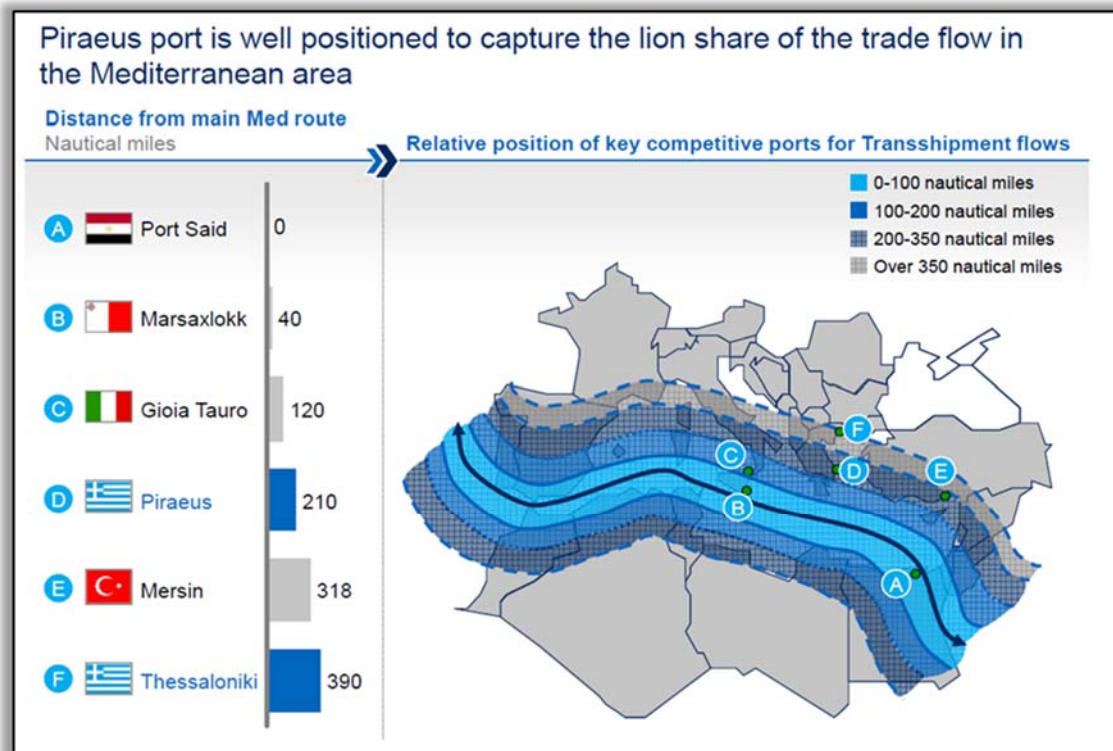 Piraeus port is well positioned to capture the lion share of the trade flow in
the Mediterranean area
Distance from main Med route
Nautical miles
A Port Said 0
B Marsaxlokk 40
C Gioia Tauro 120
D Piraeus 210
E Mersin 318
F Thessaloniki 390
Relative position of key competitive ports for Transshipment flows
0-100 nautical miles
100-200 nautical miles
200-350 nautical miles
Over 350 nautical miles
F
C
D
E
B
A